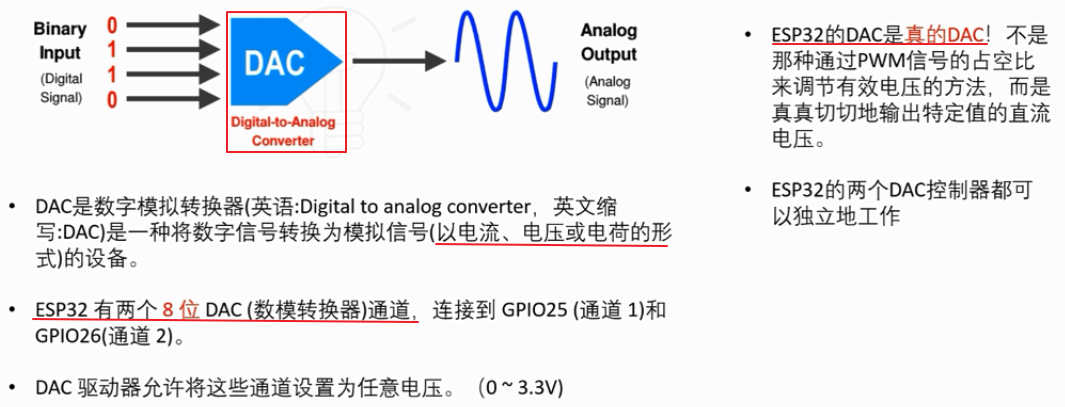 Binary
Input
(Digital
Signal)
0
1
1
0
DAC
Digital-to-Analog
Converter
Analog
Output
(Analog
Signal)
• DAC是数字模拟转换器(英语:Digital to analog converter，英文缩
写:DAC)是一种将数字信号转换为模拟信号(以电流、电压或电荷的形
式)的设备。
• ESP32 有两个 8 位 DAC (数模转换器)通道，连接到 GPIO25 (通道 1)和
GPIO26(通道 2)。
• DAC 驱动器允许将这些通道设置为任意电压。（0 ~ 3.3V)
• ESP32的DAC是真的DAC！不是
那种通过PWM信号的占空比
来调节有效电压的方法，而是
真真切切地输出特定值的直流
电压。
• ESP32的两个DAC控制器都可
以独立地工作